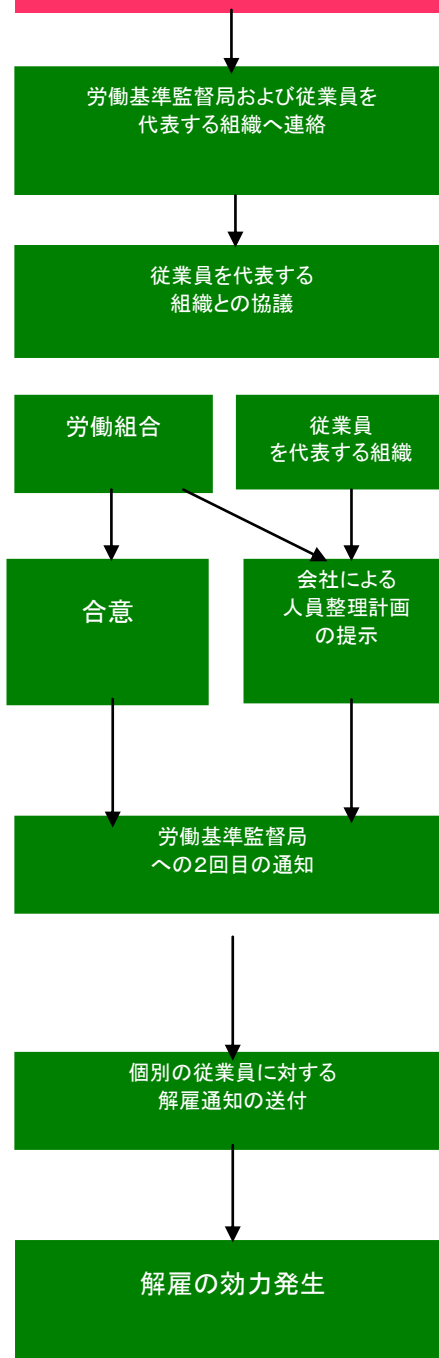 労働基準監督局および従業員を
代表する組織へ連絡
従業員を代表する
組織との協議
労働組合
従業員
を代表する組織
合意
会社による
人員整理計画
の提示
労働基準監督局
への2回目の通知
個別の従業員に対する
解雇通知の送付
解雇の効力発生